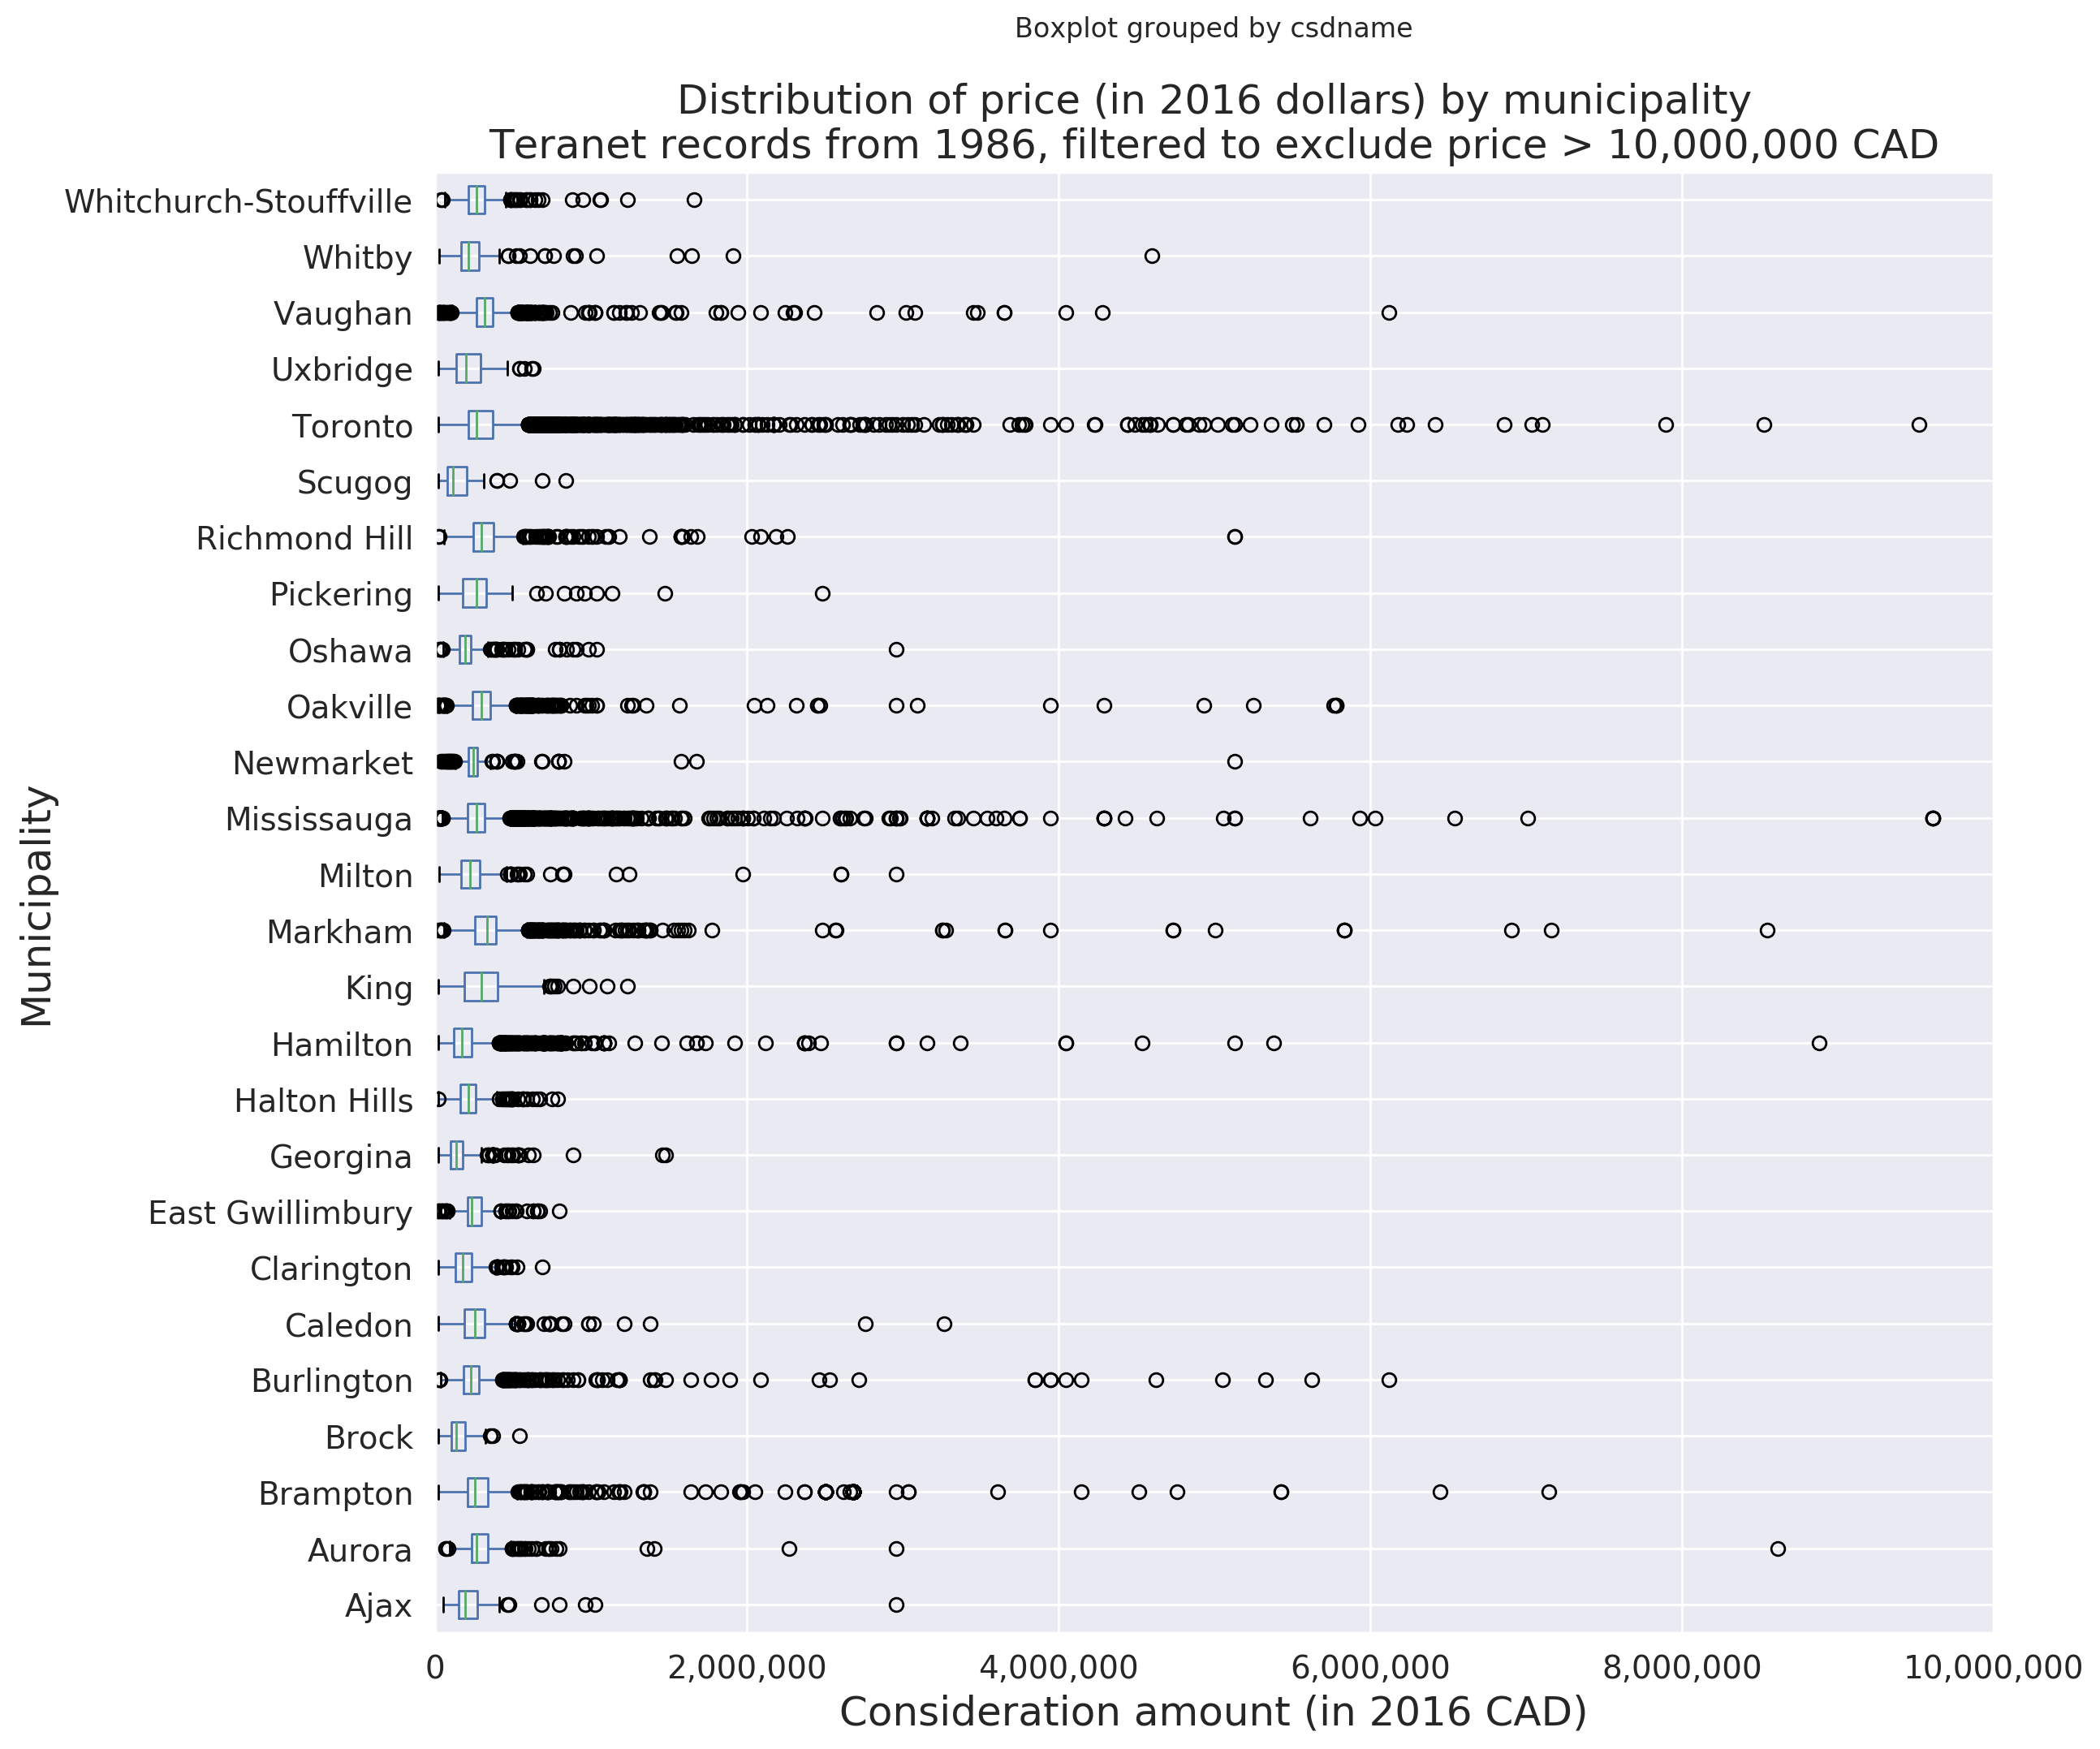 Boxplot grouped by csdname
Distribution of price (in 2016 dollars) by municipality
Teranet records from 1986, filtered to exclude price > 10,000,000 CAD
Whitchurch-Stouffville
Whitby
Vaughan
Uxbridge
Toronto
Scugog
Richmond Hill
Pickering
Oshawa
Oakville
Newmarket
Mississauga
Milton
Markham
King
Hamilton
Halton Hills
Georgina
East Gwillimbury
Clarington
Caledon
Burlington
Brock
Brampton
Aurora
Ajax
Municipality
0 2,000,000 4,000,000 6,000,000 8,000,000 10,000,000
Consideration amount (in 2016 CAD)